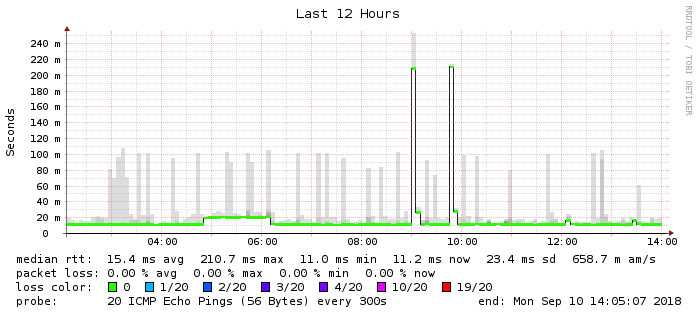 Last 12 Hours
RRDTOOL / TOBI OETIKER
Seconds
240 m
220 m
200 m
180 m
160 m
140 m
120 m
100 m
80 m
60 m
40 m
20 m
0
04:00 06:00 08:00 10:00 12:00 14:00
median rtt: 15.4 ms avg 210.7 ms max 11.0 ms min 11.2 ms now 23.4 ms sd 658.7 m am/s
packet loss: 0.00 % avg 0.00 % max 0.00 % min 0.00 % now
loss color: 0 1/20 2/20 3/20 4/20 10/20 19/20
probe: 20 ICMP Echo Pings (56 Bytes) every 300s end: Mon Sep 10 14:05:07 2018